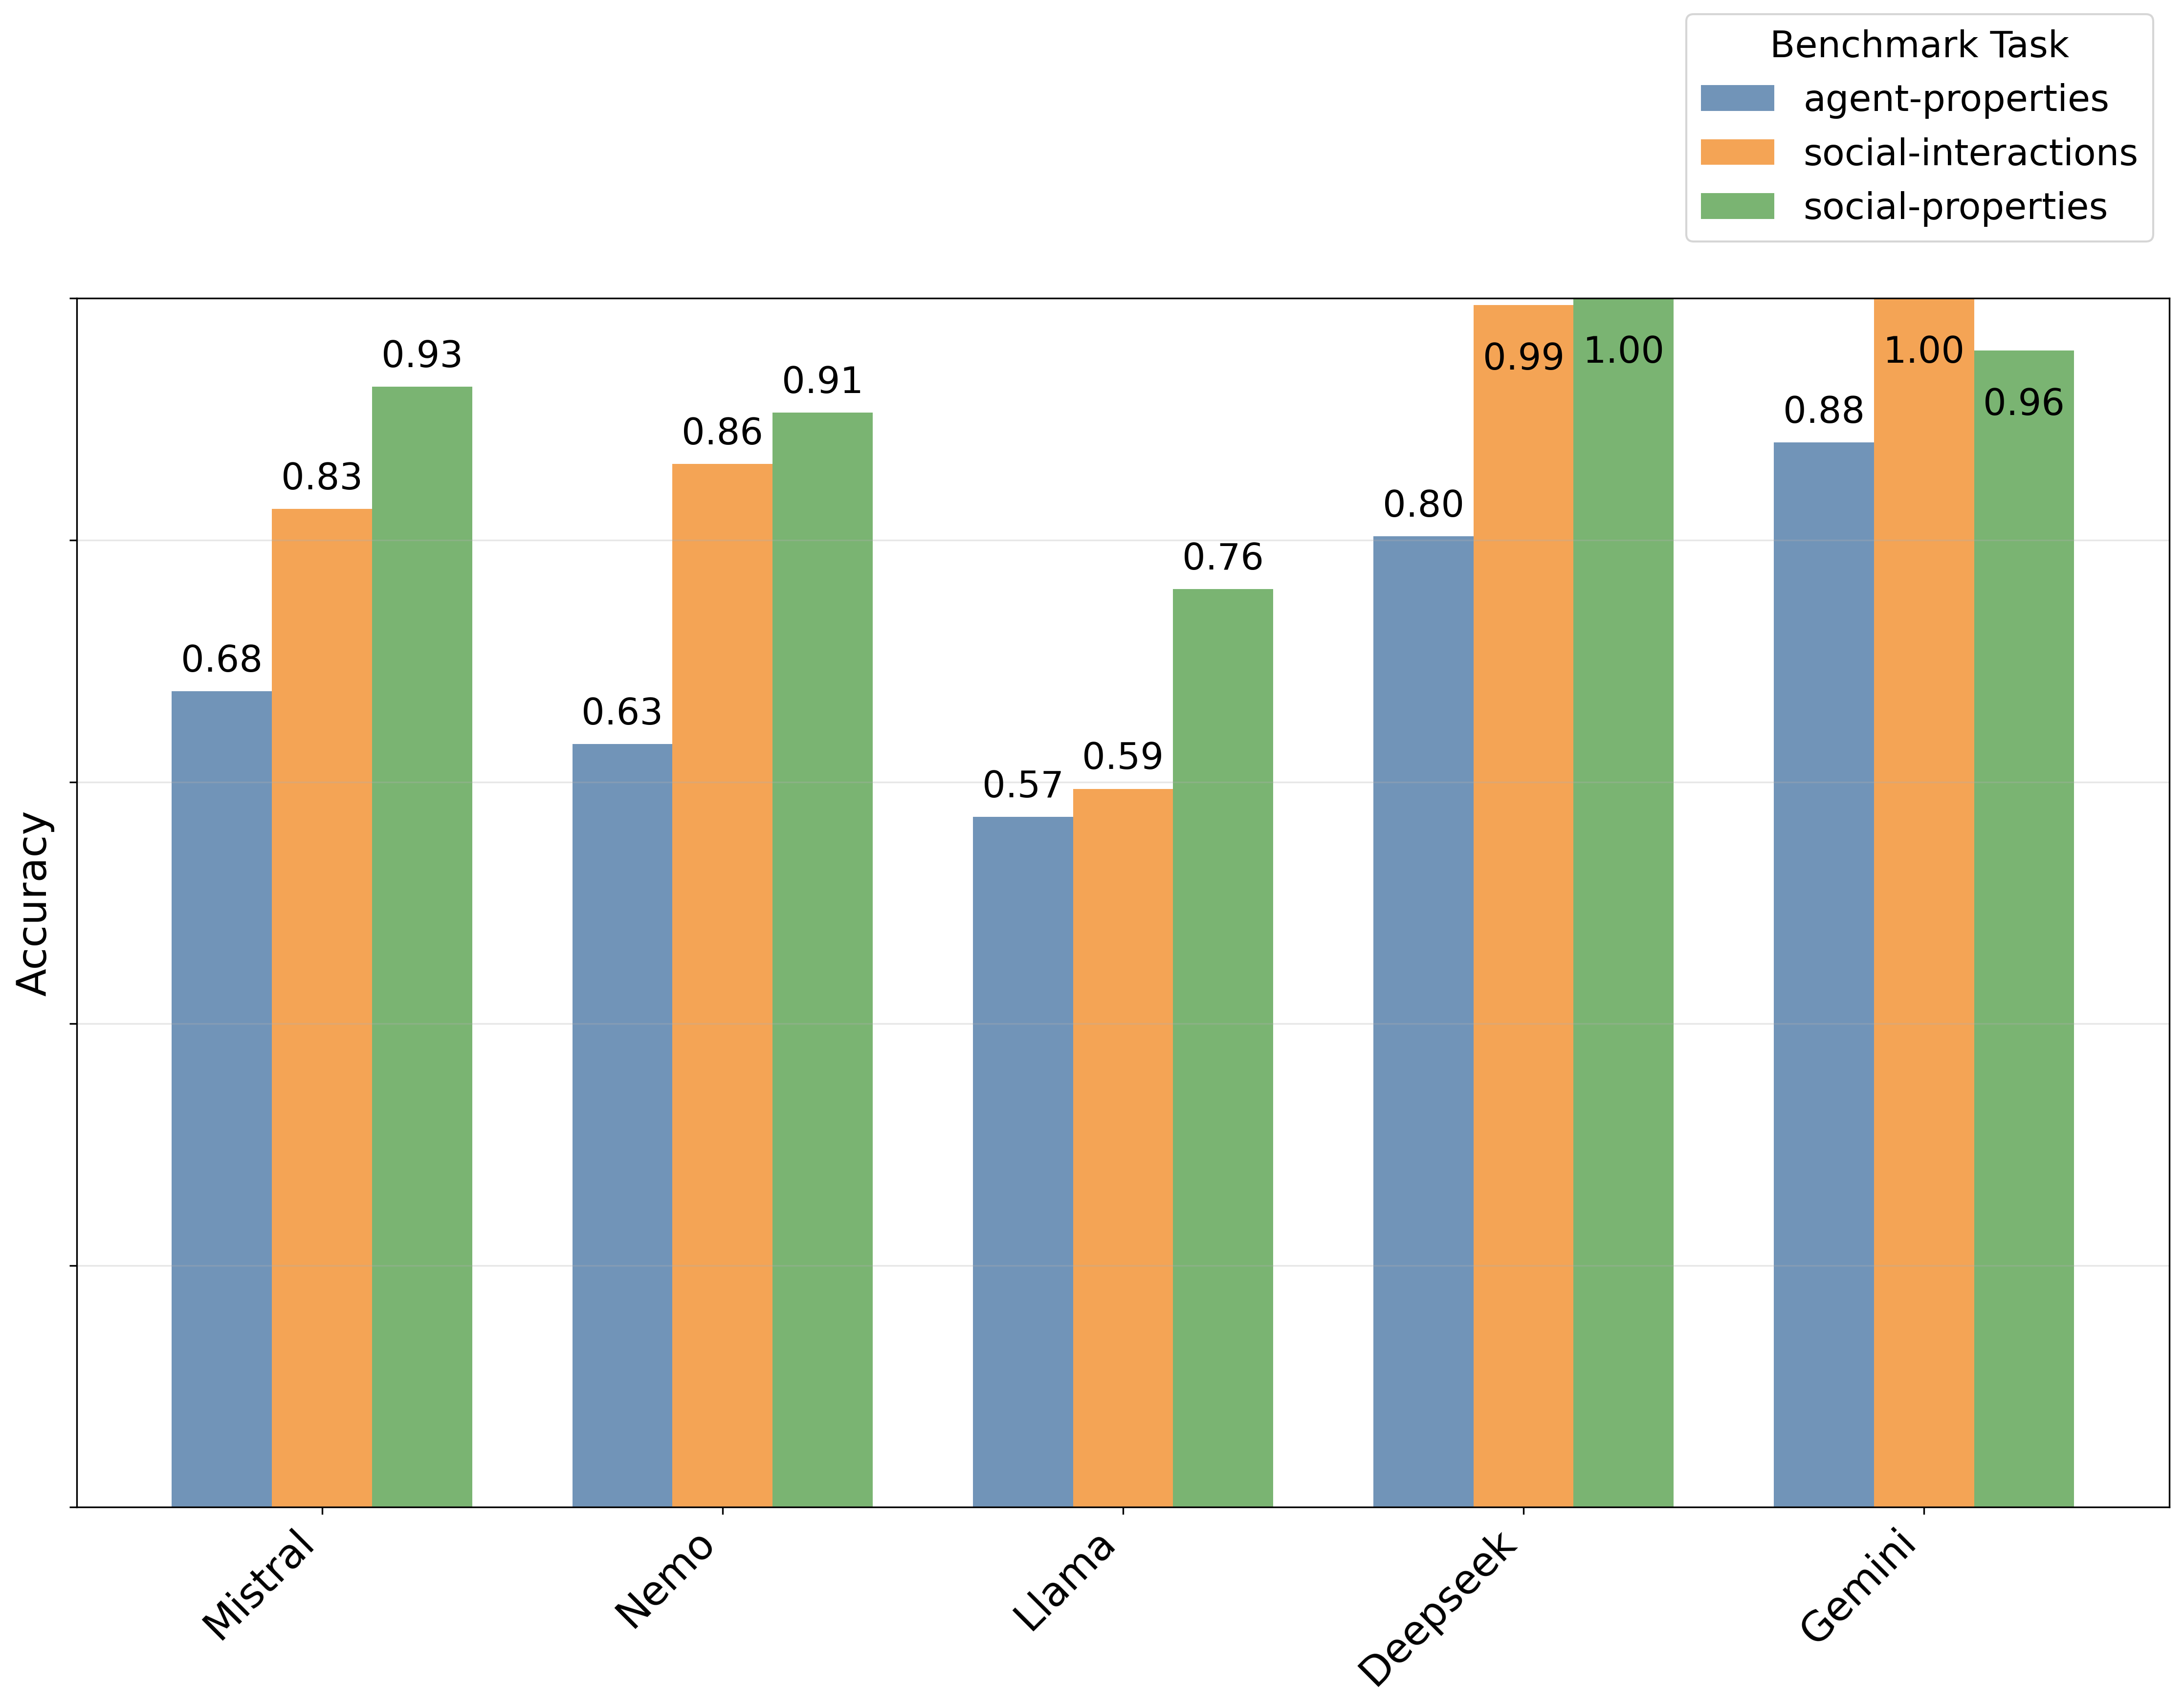 Benchmark Task
agent-properties
social-interactions
social-properties
Accuracy
0.68
0.83
0.93
0.63
0.86
0.91
0.57
0.59
0.76
0.80
0.99
1.00
0.88
1.00
0.96
Mistral
Nemo
Llama
Deepseek
Gemini